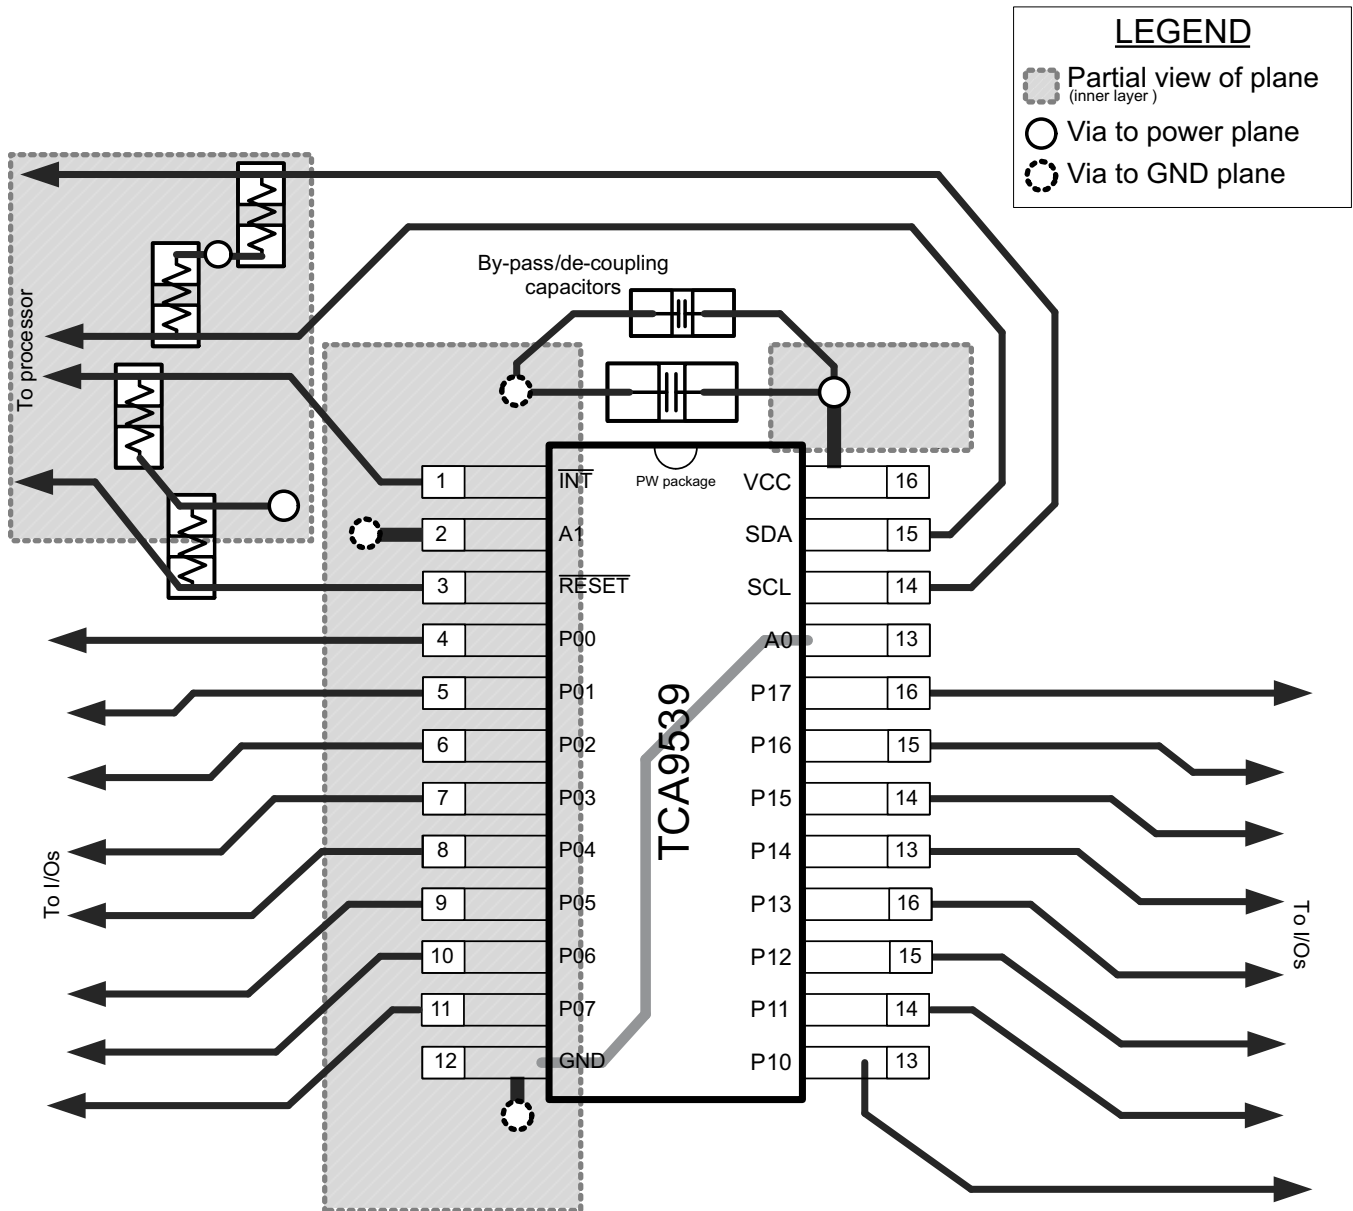 LEGEND
Partial view of plane
(inner layer )
Via to power plane
Via to GND plane
By-pass/de-coupling
capacitors
To processor
PW package
TCA9539
1 INT
2 A1
3 RESET
4 P00
5 P01
6 P02
7 P03
8 P04
9 P05
10 P06
11 P07
12 GND
VCC 16
SDA 15
SCL 14
A0 13
P17 16
P16 15
P15 14
P14 13
P13 16
P12 15
P11 14
P10 13
To I/Os
To I/Os